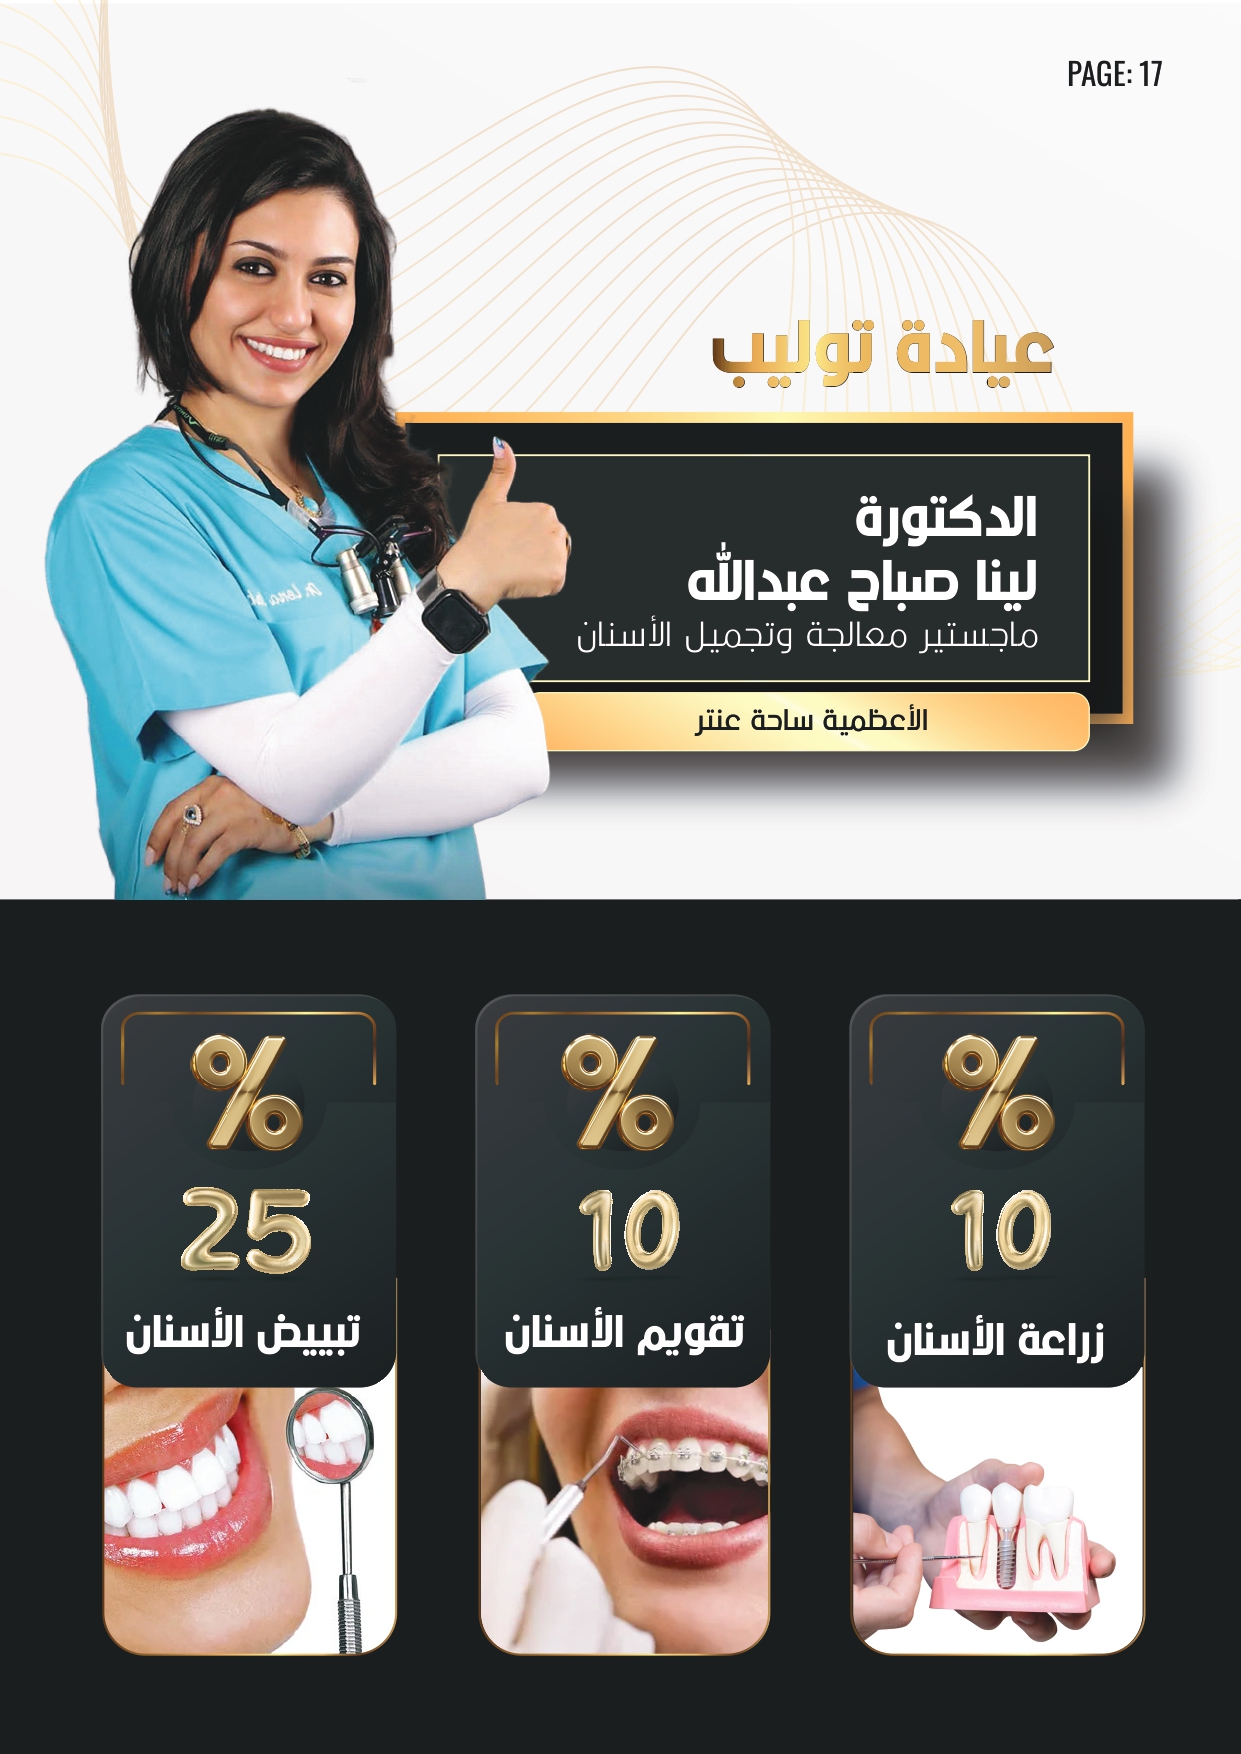 PAGE: 17
عيادة توليب
الدكتورة
لينا صباح عبدالله
ماجستير معالجة وتجميل الأسنان
الأعظمية ساحة عنتر
%
10
زراعة الأسنان
%
10
تقويم الأسنان
%
25
تبييض الأسنان